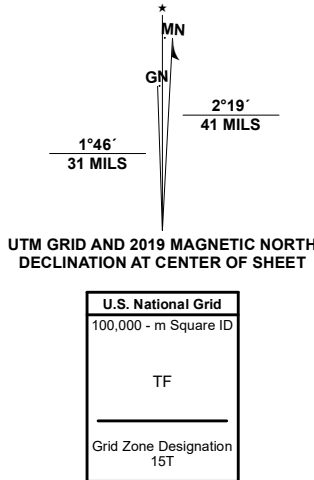 ★
MN
GN
2°19´
41 MILS
1°46´
31 MILS
UTM GRID AND 2019 MAGNETIC NORTH
DECLINATION AT CENTER OF SHEET
U.S. National Grid
100,000 - m Square ID
TF
Grid Zone Designation
15T